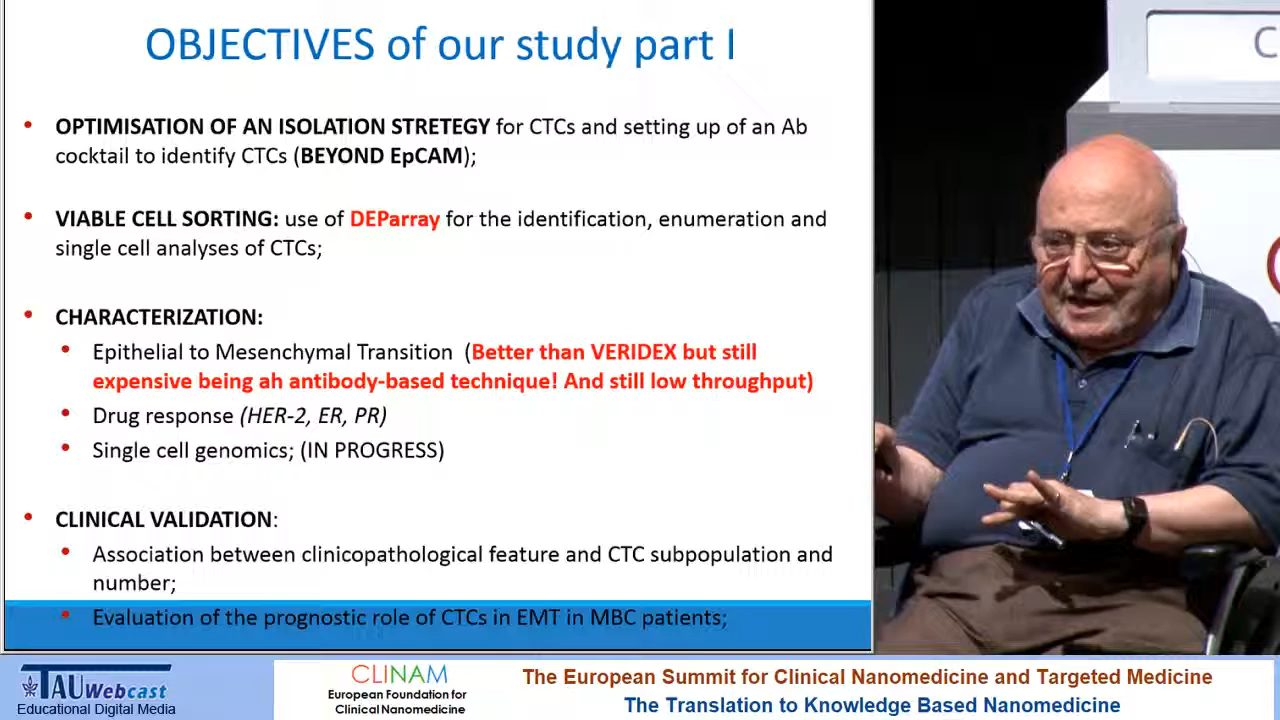 OBJECTIVES of our study part I
• OPTIMISATION OF AN ISOLATION STRETEGY for CTCs and setting up of an Ab
cocktail to identify CTCs (BEYOND EpCAM);
• VIABLE CELL SORTING: use of DEParray for the identification, enumeration and
single cell analyses of CTCs;
• CHARACTERIZATION:
• Epithelial to Mesenchymal Transition (Better than VERIDEX but still
expensive being ah antibody-based technique! And still low throughput)
• Drug response (HER-2, ER, PR)
• Single cell genomics; (IN PROGRESS)
• CLINICAL VALIDATION:
• Association between clinicopathological feature and CTC subpopulation and
number;
• Evaluation of the prognostic role of CTCs in EMT in MBC patients;
C
TAU Webcast
Educational Digital Media
CLINAM
European Foundation for
Clinical Nanomedicine
The European Summit for Clinical Nanomedicine and Targeted Medicine
The Translation to Knowledge Based Nanomedicine